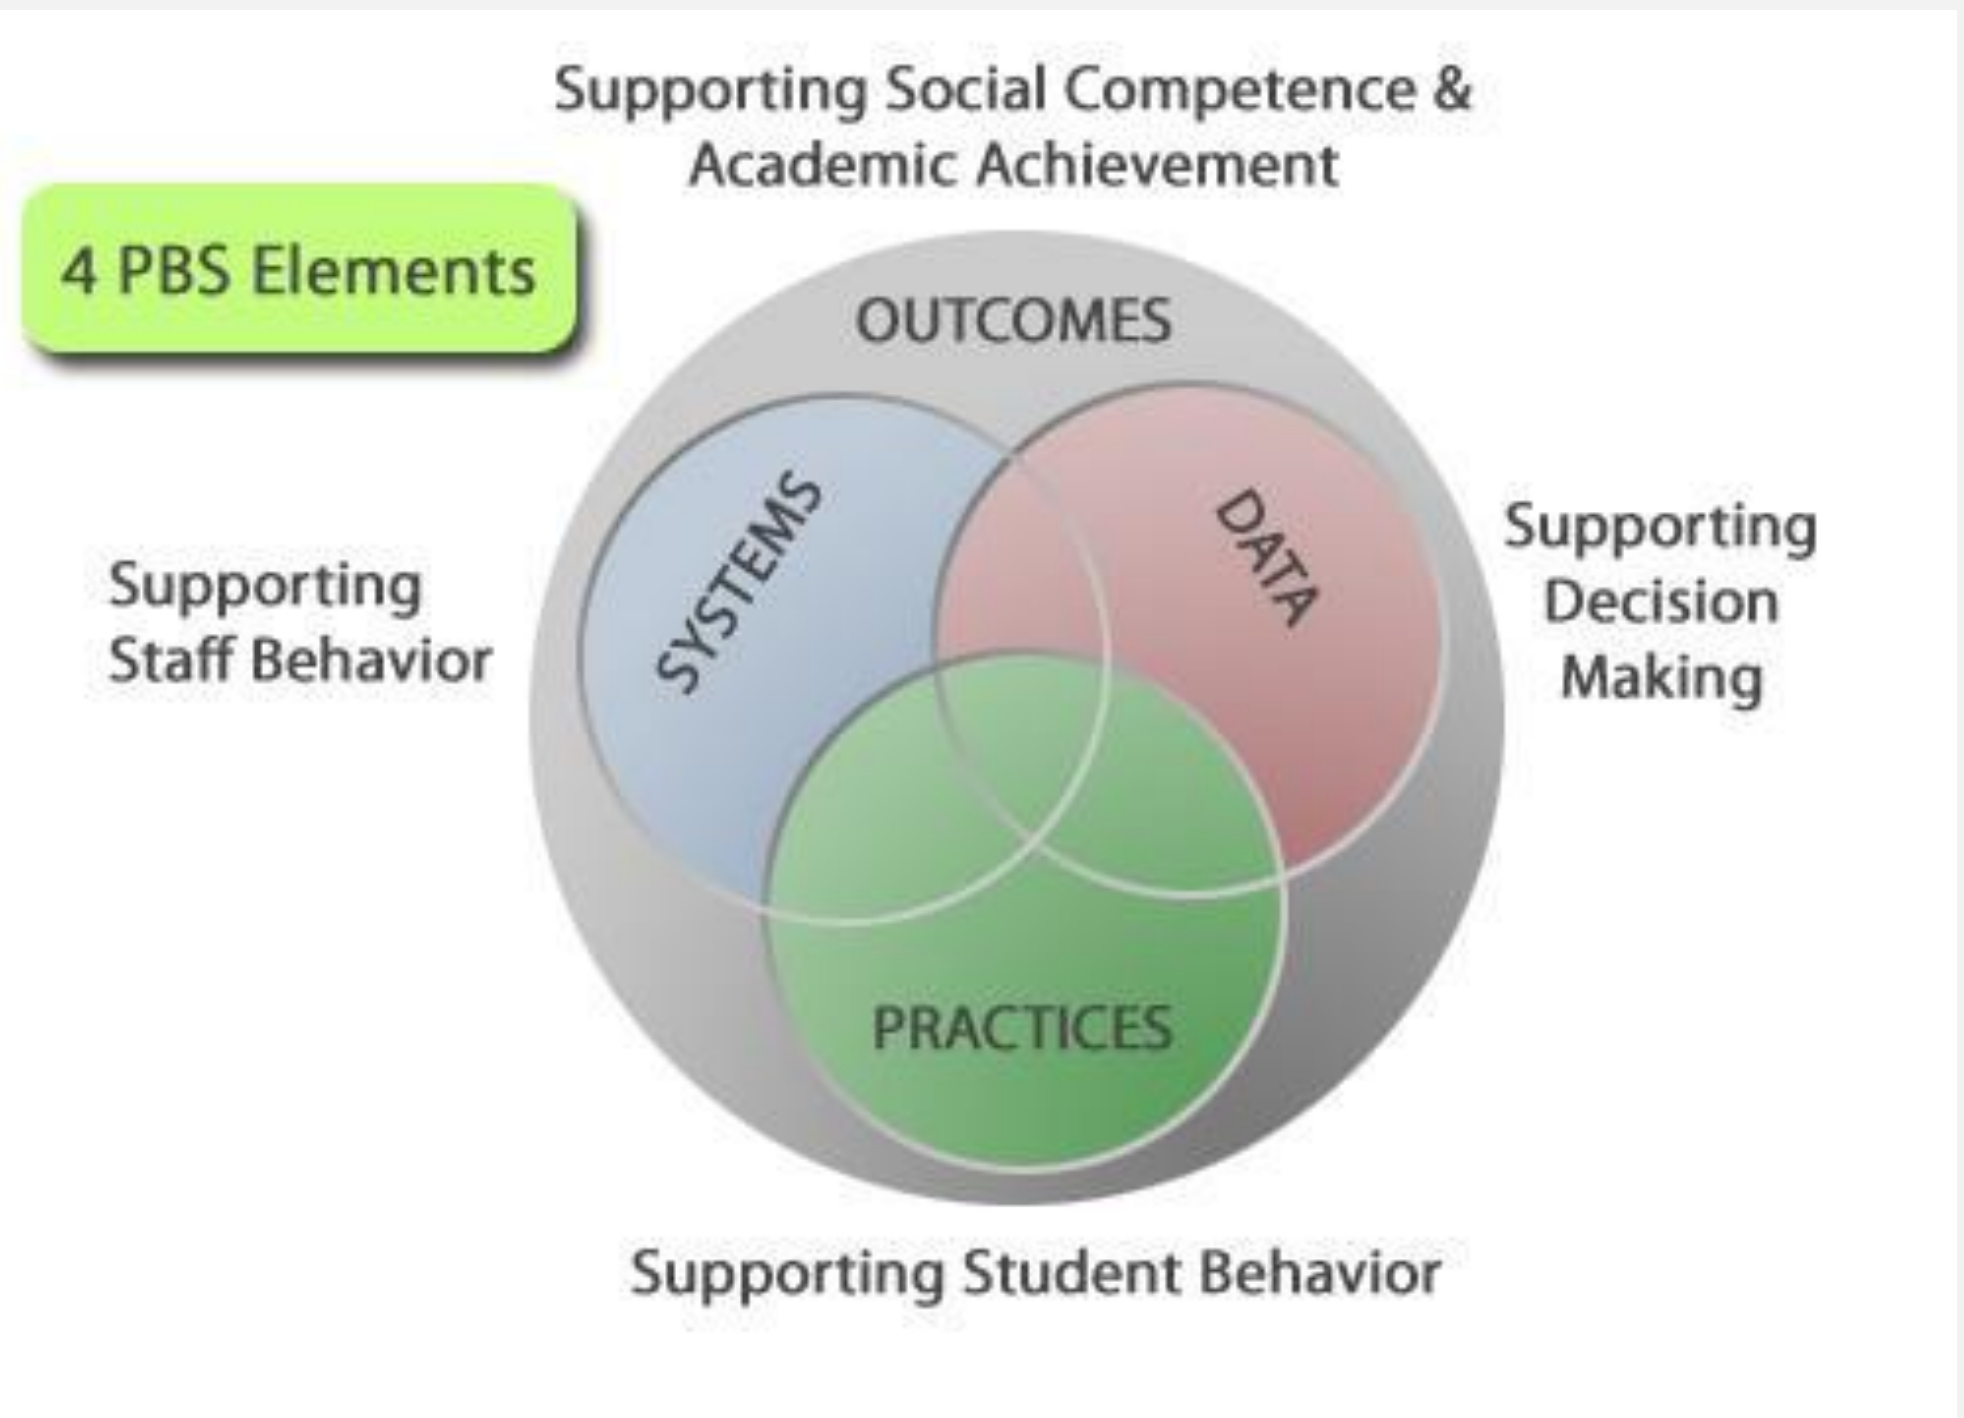 Supporting Social Competence &
Academic Achievement
4 PBS Elements
OUTCOMES
SYSTEMS
DATA
Supporting
Staff Behavior
Supporting
Decision
Making
PRACTICES
Supporting Student Behavior